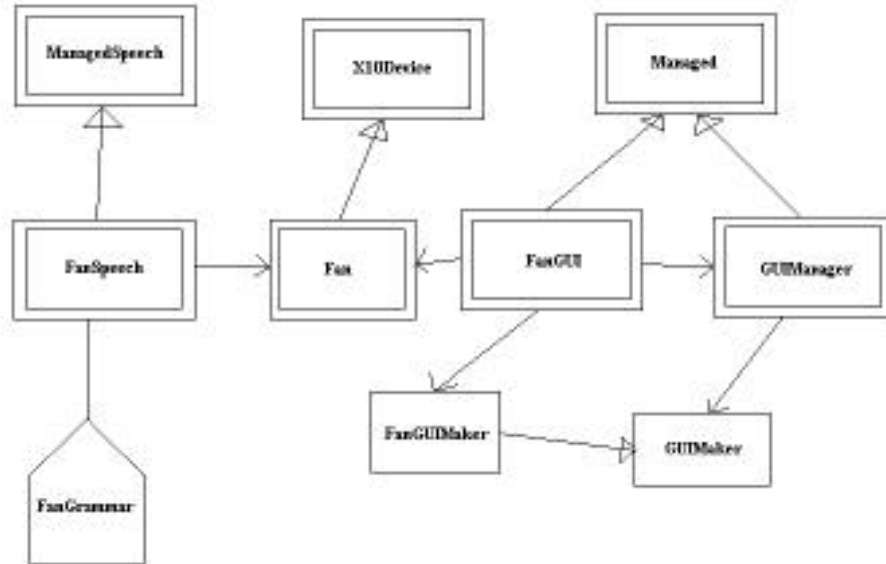 ManagedSpeech
X10Device
Managed
FanSpeech
Fan
FanGUI
GUIManager
FanGUIMaker
GUIMaker
FanGrammar